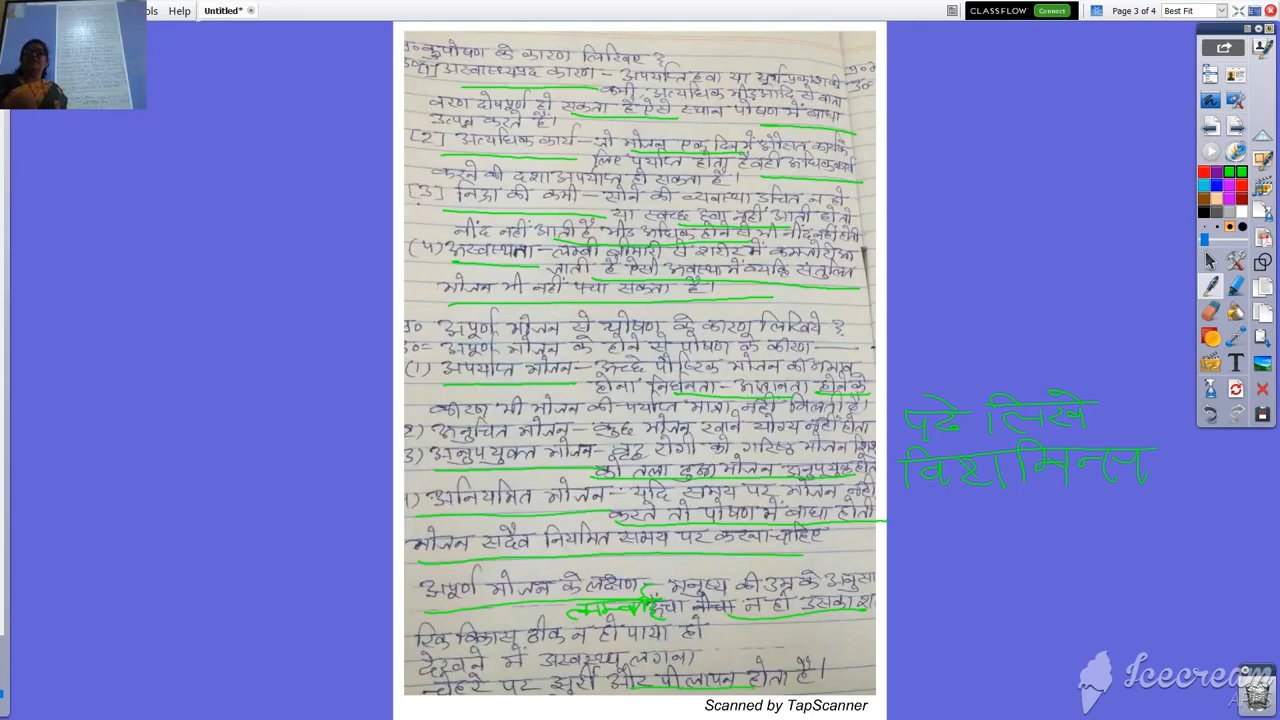 ols Help Untitled*
CLASSFLOW Connect Page 3 of 4 Best Fit
प्र० कुपोषण के कारण लिखिए ?
अस्वास्थ्यप्रद कारण – अपर्याप्त हवा या सूर्यप्रकाश की
कमी, अत्यधिक भीड़ आदि से वाता
वरण दोषपूर्ण हो सकता है ऐसे स्थान पोषण में बाधा
उत्पन्न करते हैं।
[2] अत्यधिक कार्य – जो भोजन एक दिन में औसत कार्य के
लिए पर्याप्त होता है वही अधिक कार्य
करने की दशा अपर्याप्त हो सकता है।
[3] निद्रा की कमी – सोने की व्यवस्था उचित न हो
या स्वच्छ हवा नहीं आती हो तो
नींद नहीं आती है भीड़ अधिक होने से भी नींद नहीं होती
(4) अस्वस्थता – लम्बी बीमारी से शरीर में कमजोरी आ
जाती है ऐसी अवस्था में व्यक्ति संतुलित
भोजन भी नहीं पचा सकता है।
प्र० अपूर्ण भोजन से पोषण के कारण लिखिये ?
उ०= अपूर्ण भोजन के होने से पोषण के कारण —
(1) अपर्याप्त भोजन – अच्छे पौष्टिक भोजन का अभाव
होना निर्धनता – अज्ञानता होने के
कारण भी भोजन की पर्याप्त मात्रा नहीं मिलती है।
2) अनुचित भोजन – कुछ भोजन खाने योग्य नहीं होता
3) अनुपयुक्त भोजन – वृद्ध रोगी को गरिष्ठ भोजन शिशु
को तला हुआ भोजन अनुपयुक्त होत
अनियमित भोजन – यदि समय पर भोजन नहीं
करते तो पोषण में बाधा होती
भोजन सदैव नियमित समय पर करना चाहिए
अपूर्ण भोजन के लक्षण – मनुष्य की उम्र के अनुसा
लम्बाई ऊंचा नीचा न हो उसका शा
रिक विकास ठीक न हो पाया हो
देखने में अस्वस्थ्य लगना
चेहरे पर झुर्री और पीलापन होता है।
पढे लिखे
विटामिन्स
Scanned by TapScanner
Icecream
APPS